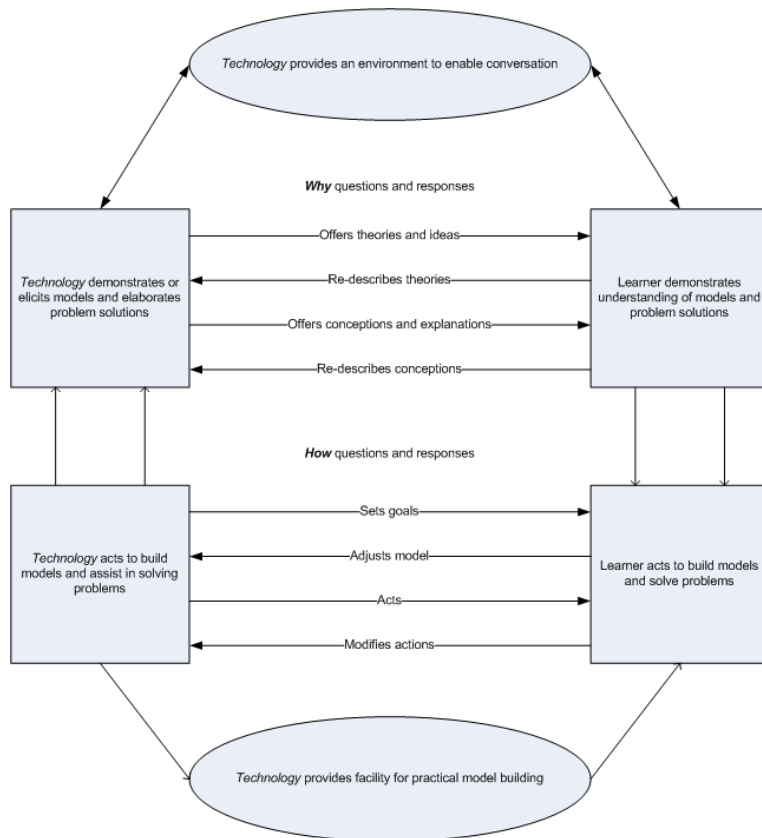 Technology provides an environment to enable conversation
Why questions and responses
Offers theories and ideas
Re-describes theories
Technology demonstrates or
elicits models and elaborates
problem solutions
Learner demonstrates
understanding of models and
problem solutions
Offers conceptions and explanations
Re-describes conceptions
How questions and responses
Sets goals
Adjusts model
Technology acts to build
models and assist in solving
problems
Learner acts to build models
and solve problems
Acts
Modifies actions
Technology provides facility for practical model building